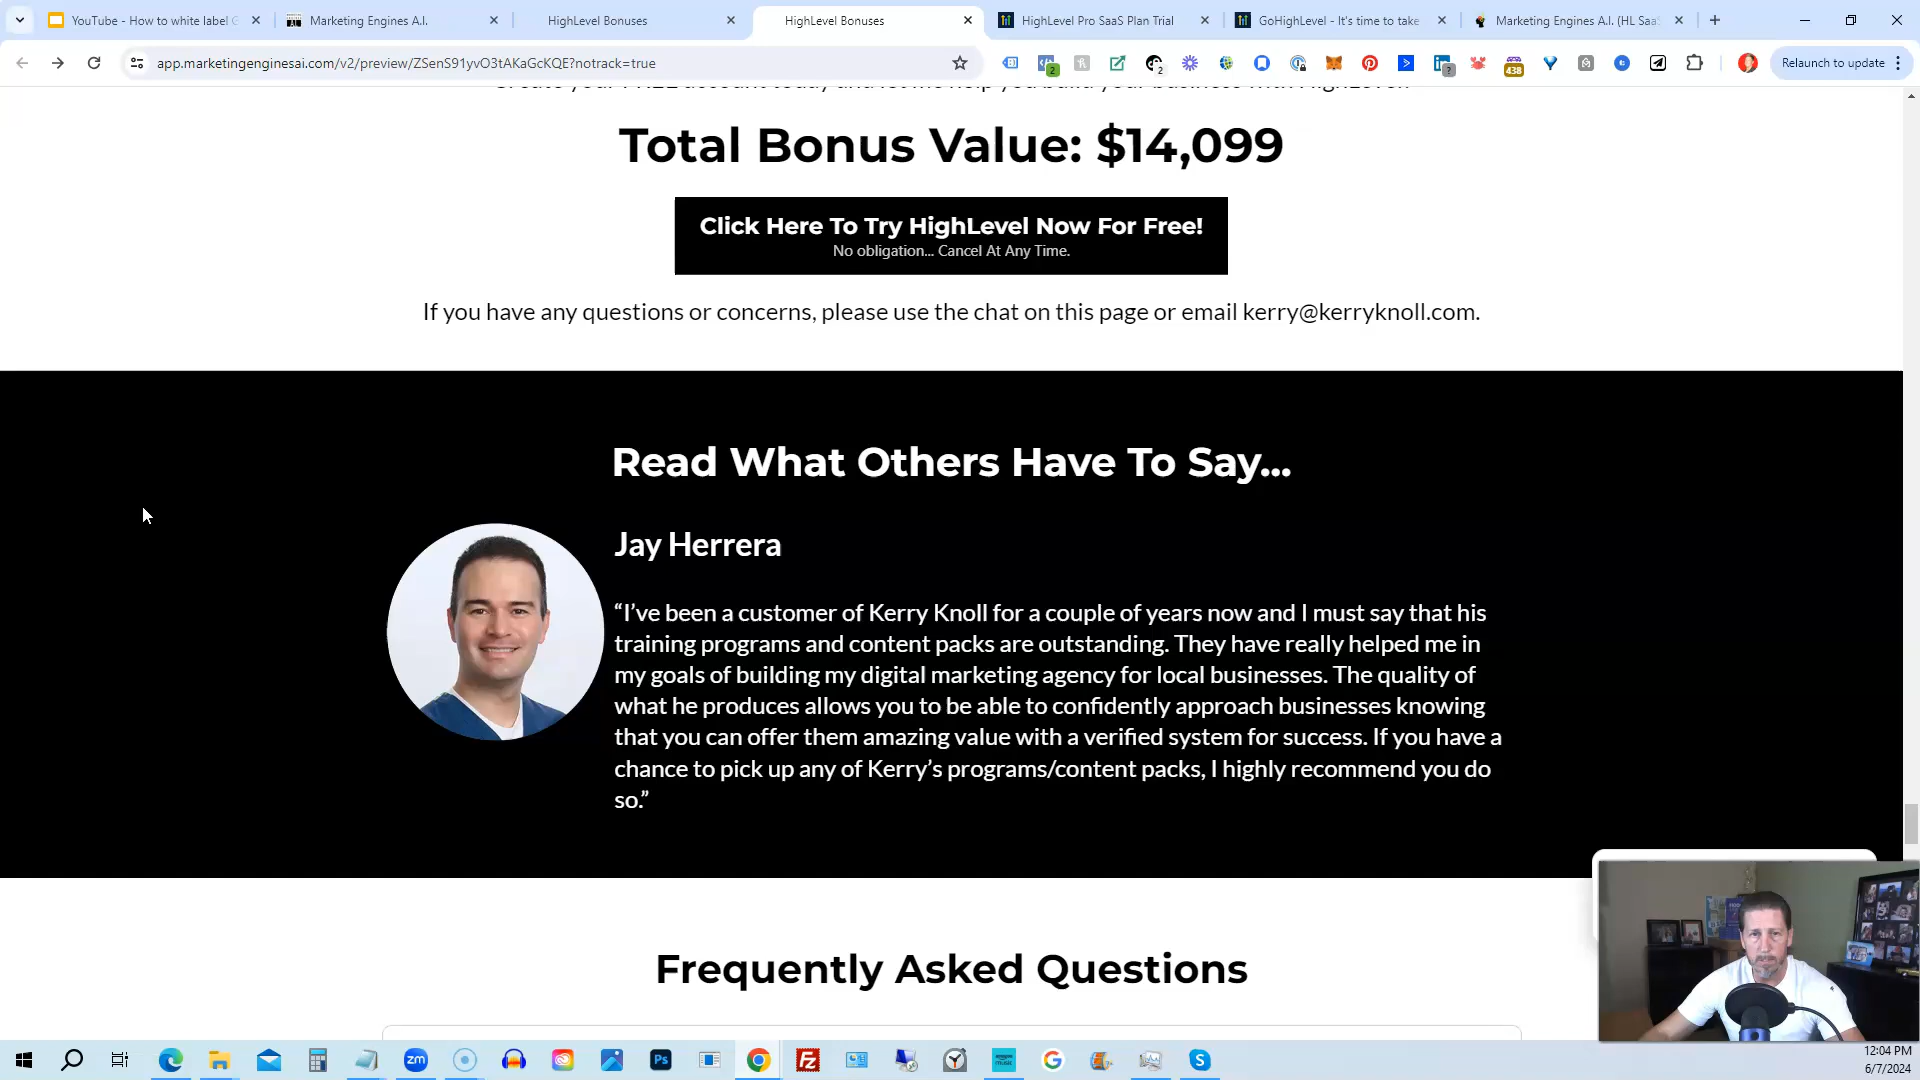 YouTube - How to white label G
Marketing Engines A.I.
HighLevel Bonuses
HighLevel Bonuses
HighLevel Pro SaaS Plan Trial
GoHighLevel - It's time to take
Marketing Engines A.I. (HL SaaS
app.marketingenginesai.com/v2/preview/ZSenS91yvO3tAKaGcKQE?notrack=true
2
2
438
Relaunch to update
Total Bonus Value: $14,099
Click Here To Try HighLevel Now For Free!
No obligation... Cancel At Any Time.
If you have any questions or concerns, please use the chat on this page or email kerry@kerryknoll.com.
Read What Others Have To Say...
Jay Herrera
“I’ve been a customer of Kerry Knoll for a couple of years now and I must say that his
training programs and content packs are outstanding. They have really helped me in
my goals of building my digital marketing agency for local businesses. The quality of
what he produces allows you to be able to confidently approach businesses knowing
that you can offer them amazing value with a verified system for success. If you have a
chance to pick up any of Kerry’s programs/content packs, I highly recommend you do
so.”
Frequently Asked Questions
zm
Ps
12:04 PM
6/7/2024